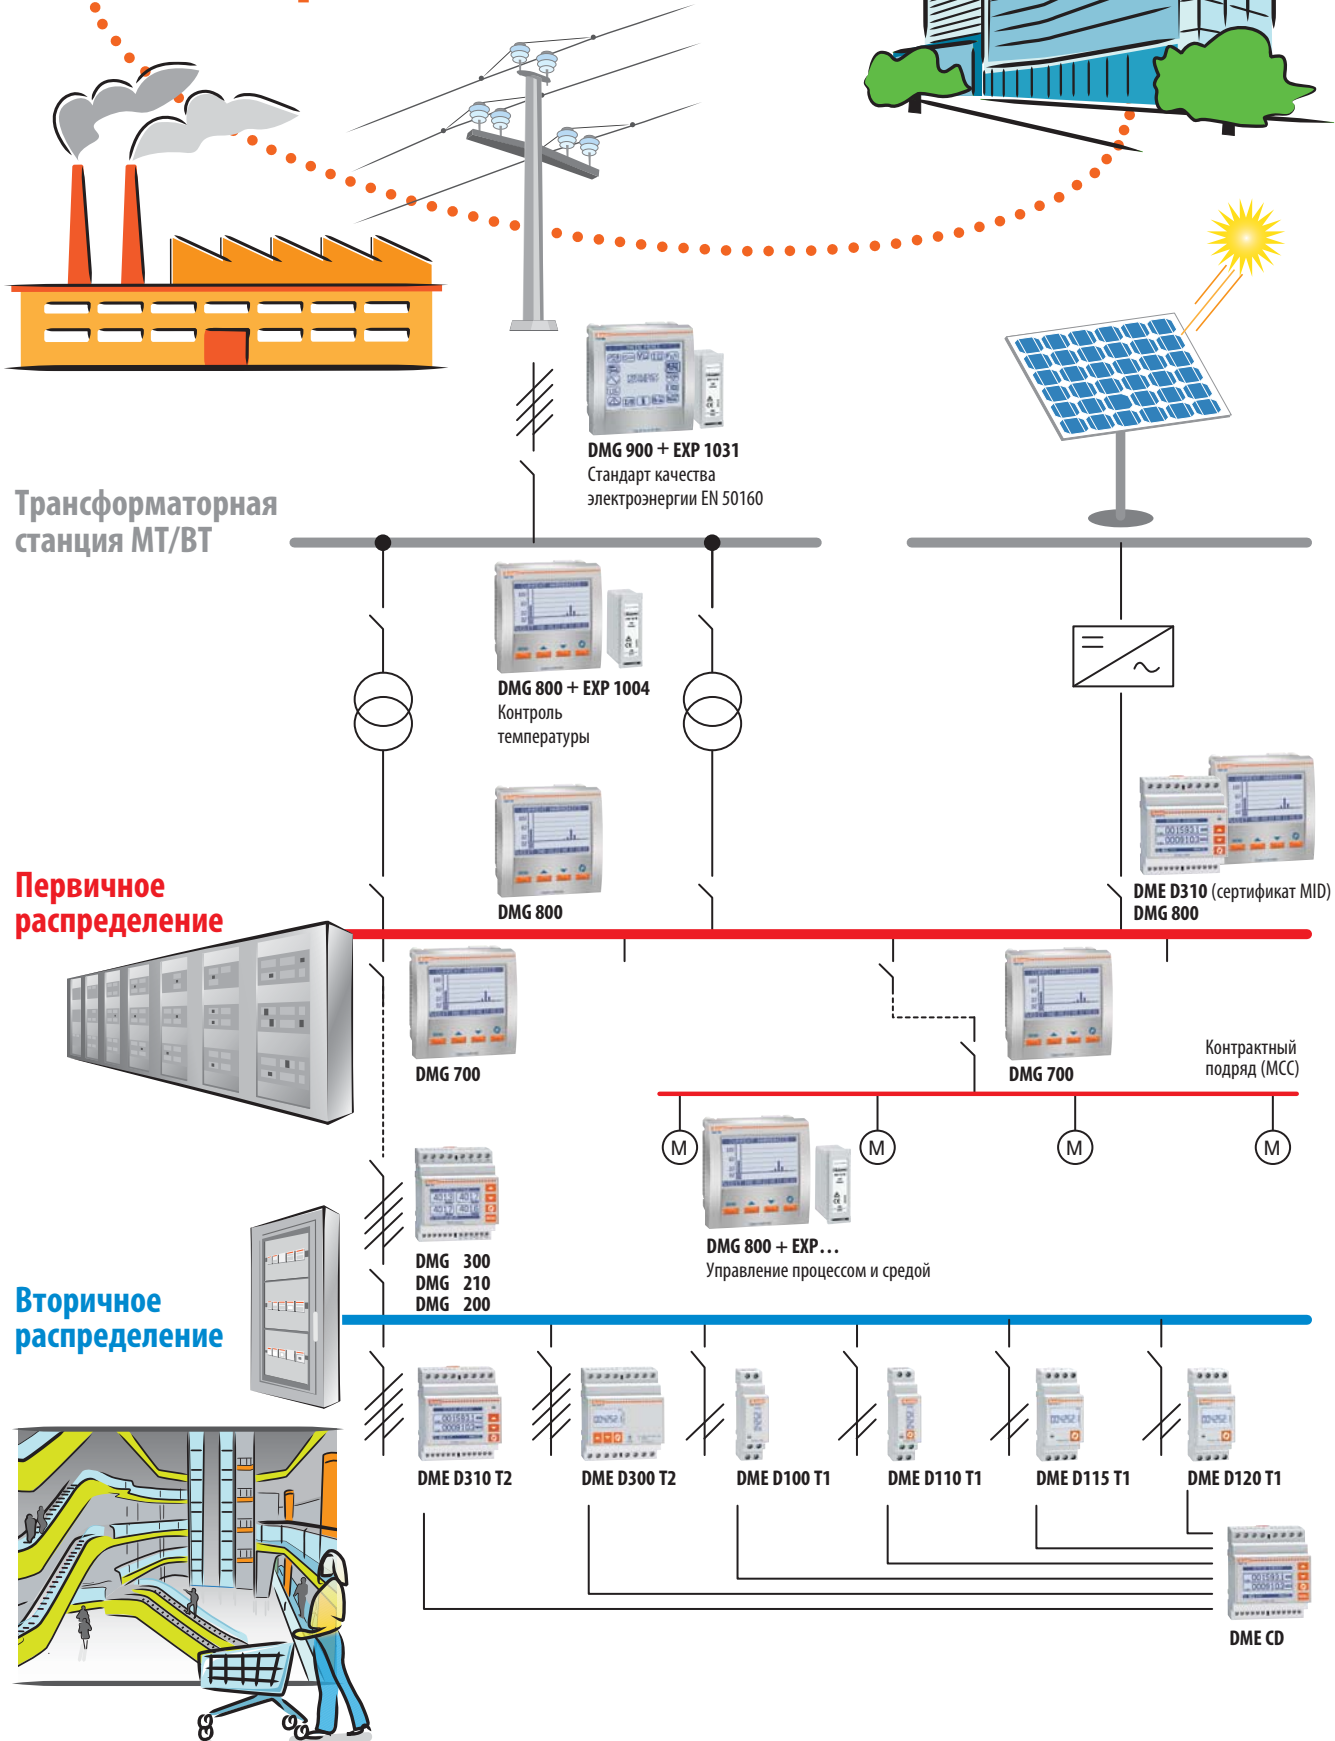 DMG 900 + EXP 1031
Стандарт качества
электроэнергии EN 50160
Трансформаторная
станция МТ/ВТ
DMG 800 + EXP 1004
Контроль
температуры
DMG 800
DME D310 (сертификат MID)
DMG 800
Первичное
распределение
DMG 700
DMG 700
Контрактный
подряд (MCC)
M
M
M
M
DMG 800 + EXP...
Управление процессом и средой
DMG 300
DMG 210
DMG 200
Вторичное
распределение
DME D310 T2
DME D300 T2
DME D100 T1
DME D110 T1
DME D115 T1
DME D120 T1
DME CD